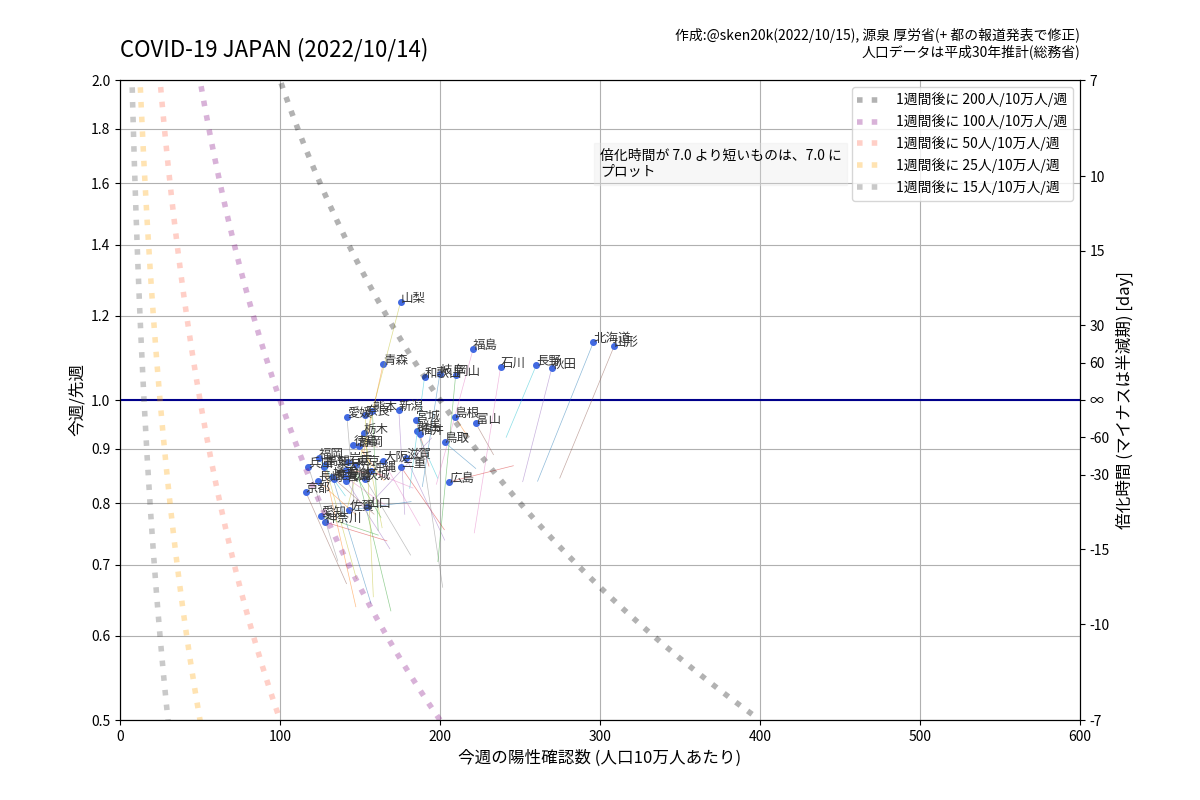 COVID-19 JAPAN (2022/10/14)
作成:@sken20k(2022/10/15), 源泉 厚労省(+ 都の報道発表で修正)
人口データは平成30年推計(総務省)
1週間後に 200人/10万人/週
1週間後に 100人/10万人/週
1週間後に 50人/10万人/週
1週間後に 25人/10万人/週
1週間後に 15人/10万人/週
倍化時間が 7.0 より短いものは、7.0 に
プロット
今週/先週
2.0
1.8
1.6
1.4
1.2
1.0
0.9
0.8
0.7
0.6
0.5
山梨
北海道
山形
福島
青森
石川
長野
秋田
和歌山
岡山
熊本
新潟
愛媛
宮城
島根
富山
栃木
福井
鳥取
福岡
大阪
滋賀
三重
広島
京都
佐賀
山口
愛知
神奈川
茨城
0
100
200
300
400
500
600
今週の陽性確認数 (人口10万人あたり)
7
10
15
30
60
∞
-60
-30
-15
-10
-7
倍化時間 (マイナスは半減期) [day]